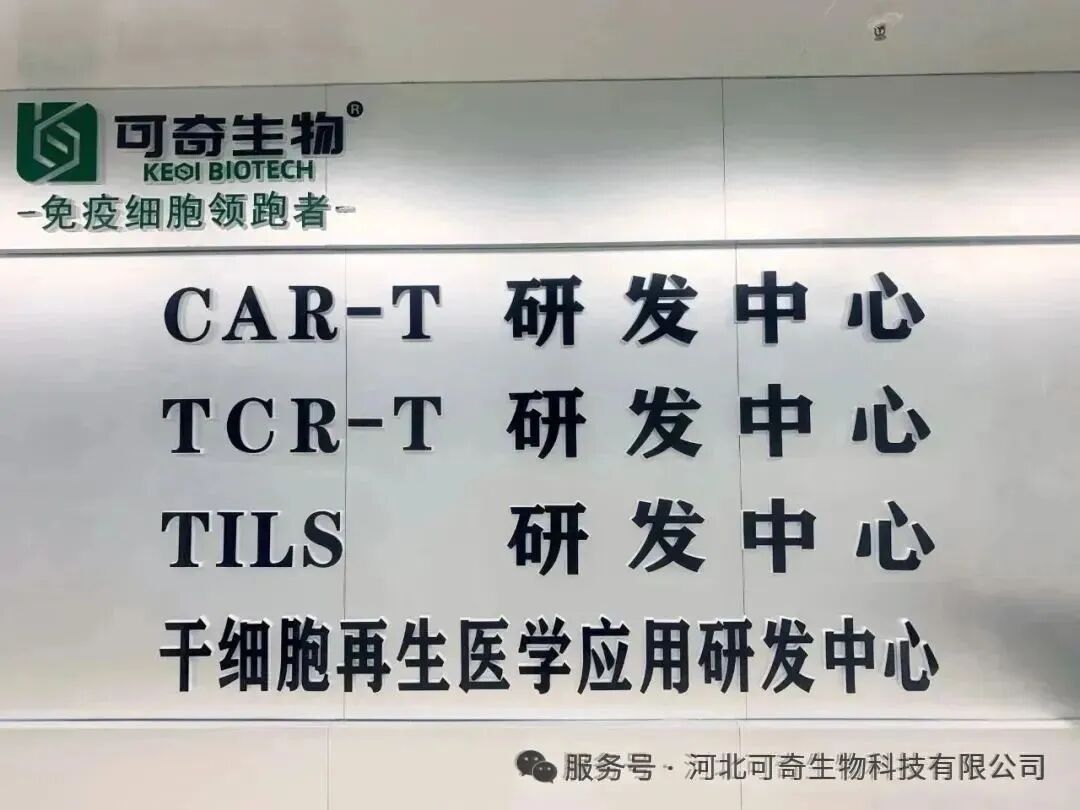 可奇生物®
KEQI BIOTECH
-免疫细胞领跑者-
CAR-T 研发中心
TCR-T 研发中心
TILS 研发中心
干细胞再生医学应用研发中心
服务号·河北可奇生物科技有限公司